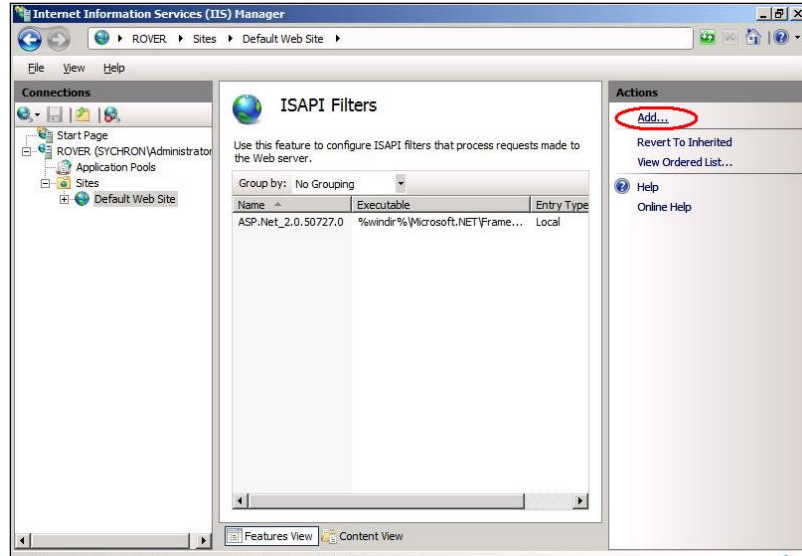 Internet Information Services (IIS) Manager
ROVER Sites Default Web Site
File View Help
Connections
Start Page
ROVER (SYCHRON\Administrator
Application Pools
Sites
Default Web Site
ISAPI Filters
Use this feature to configure ISAPI filters that process requests made to
the Web server.
Group by: No Grouping
Name Executable Entry Type
ASP.Net_2.0.50727.0 %windir%\Microsoft.NET\Frame... Local
Features View Content View
Actions
Add...
Revert To Inherited
View Ordered List...
Help
Online Help